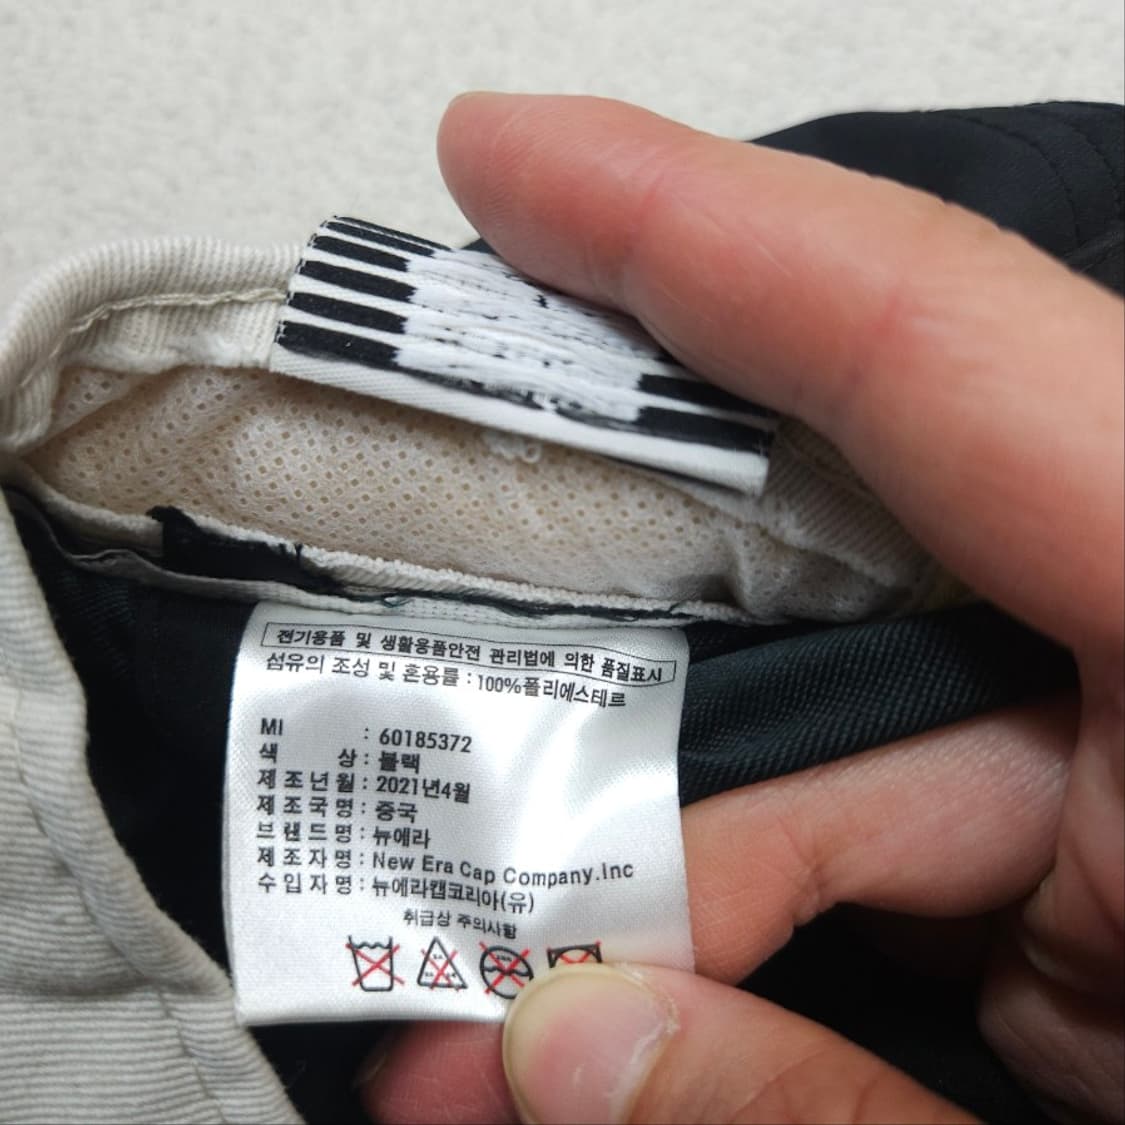 전기용품 및 생활용품안전 관리법에 의한 품질표시
섬유의 조성 및 혼용률 : 100%폴리에스테르
MI : 60185372
색 상 : 블랙
제조년월 : 2021년4월
제조국명 : 중국
브랜드명 : 뉴에라
제조자명 : New Era Cap Company.Inc
수입자명 : 뉴에라캡코리아(유)
취급상 주의사항